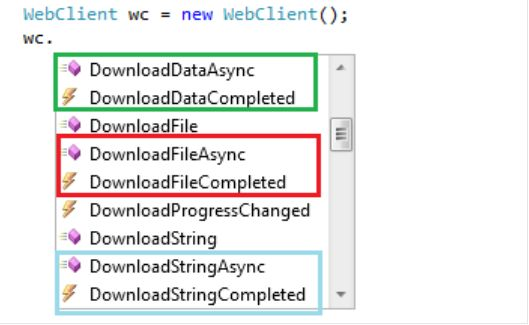 WebClient wc = new WebClient();
wc.
DownloadDataAsync
DownloadDataCompleted
DownloadFile
DownloadFileAsync
DownloadFileCompleted
DownloadProgressChanged
DownloadString
DownloadStringAsync
DownloadStringCompleted